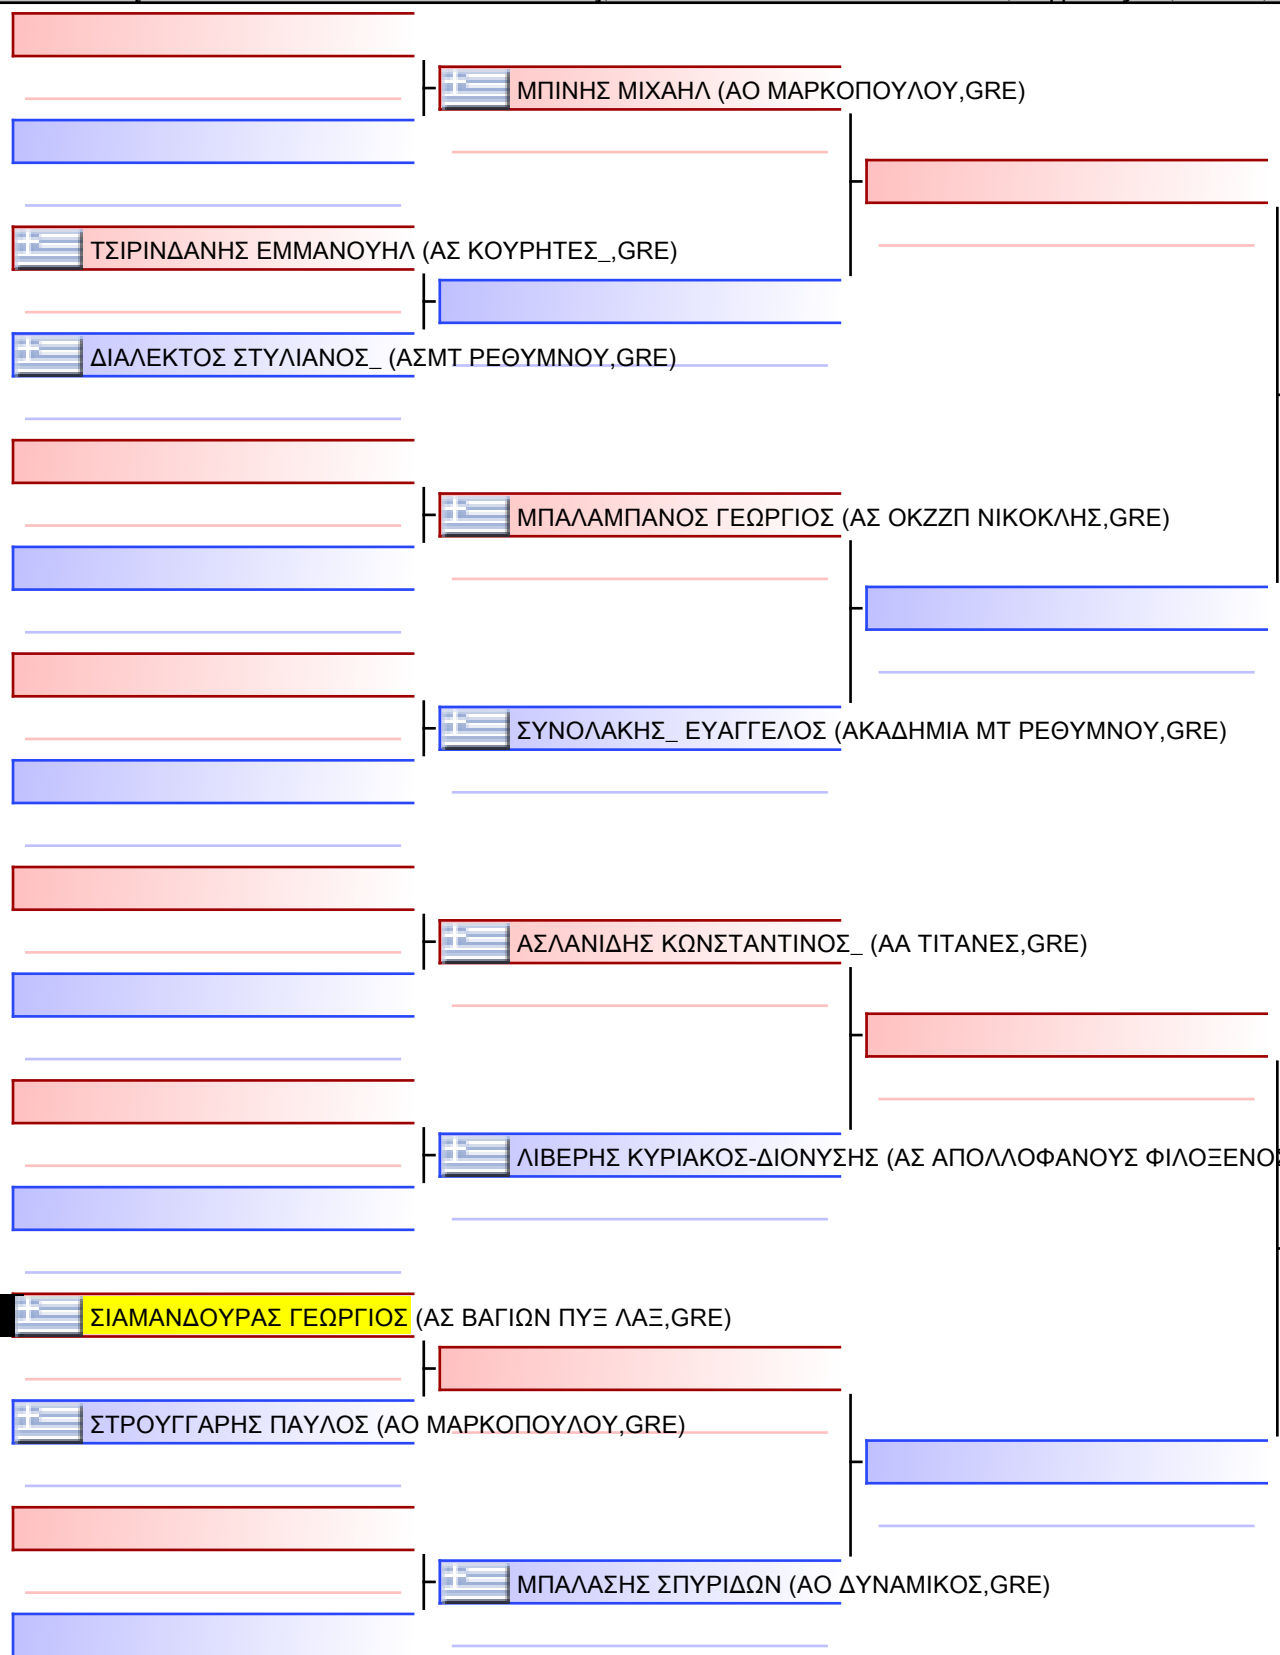 ΜΠΙΝΗΣ ΜΙΧΑΗΛ (ΑΟ ΜΑΡΚΟΠΟΥΛΟΥ,GRE)
ΤΣΙΡΙΝΔΑΝΗΣ ΕΜΜΑΝΟΥΗΛ (ΑΣ ΚΟΥΡΗΤΕΣ_,GRE)
ΔΙΑΛΕΚΤΟΣ ΣΤΥΛΙΑΝΟΣ_ (ΑΣΜΤ ΡΕΘΥΜΝΟΥ,GRE)
ΜΠΑΛΑΜΠΑΝΟΣ ΓΕΩΡΓΙΟΣ (ΑΣ ΟΚΖΖΠ ΝΙΚΟΚΛΗΣ,GRE)
ΣΥΝΟΛΑΚΗΣ_ ΕΥΑΓΓΕΛΟΣ (ΑΚΑΔΗΜΙΑ ΜΤ ΡΕΘΥΜΝΟΥ,GRE)
ΑΣΛΑΝΙΔΗΣ ΚΩΝΣΤΑΝΤΙΝΟΣ_ (ΑΑ ΤΙΤΑΝΕΣ,GRE)
ΛΙΒΕΡΗΣ ΚΥΡΙΑΚΟΣ-ΔΙΟΝΥΣΗΣ (ΑΣ ΑΠΟΛΛΟΦΑΝΟΥΣ ΦΙΛΟΞΕΝΟΣ
ΣΙΑΜΑΝΔΟΥΡΑΣ ΓΕΩΡΓΙΟΣ (ΑΣ ΒΑΓΙΩΝ ΠΥΞ ΛΑΞ,GRE)
ΣΤΡΟΥΓΓΑΡΗΣ ΠΑΥΛΟΣ (ΑΟ ΜΑΡΚΟΠΟΥΛΟΥ,GRE)
ΜΠΑΛΑΣΗΣ ΣΠΥΡΙΔΩΝ (ΑΟ ΔΥΝΑΜΙΚΟΣ,GRE)